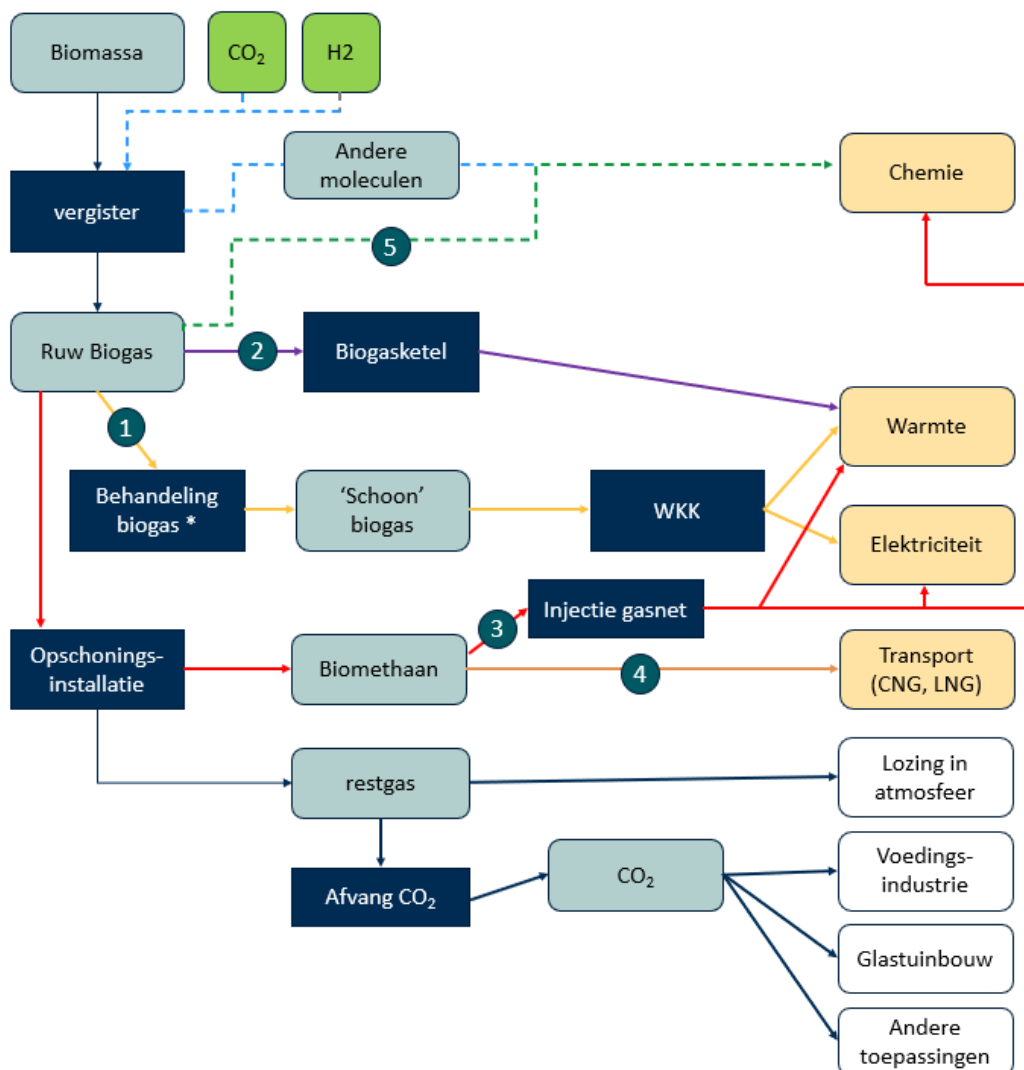 Biomassa
CO₂
H2
Andere
moleculen
Chemie
vergister
5
Ruw Biogas
2
Biogasketel
1
Warmte
Behandeling
biogas *
‘Schoon’
biogas
WKK
Elektriciteit
Injectie gasnet
3
Opschonings-
installatie
Biomethaan
4
Transport
(CNG, LNG)
restgas
Lozing in
atmosfeer
Afvang CO₂
CO₂
Voedings-
industrie
Glastuinbouw
Andere
toepassingen